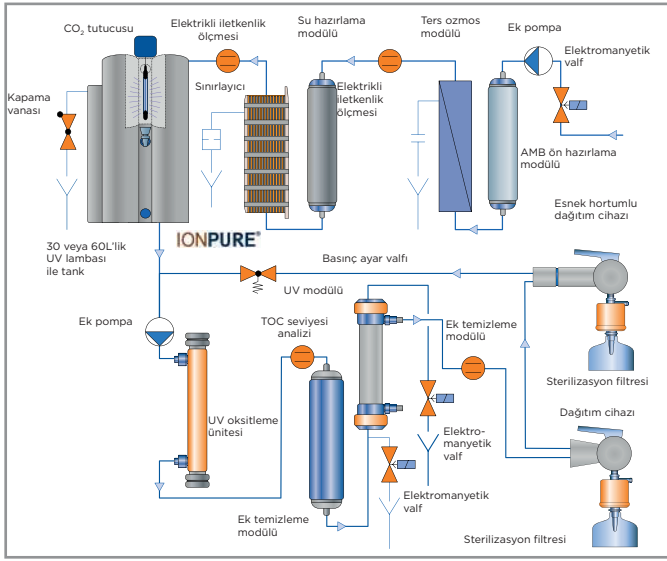 CO₂ tutucusu
Elektrikli iletkenlik
ölçmesi
Su hazırlama
modülü
Ters ozmos
modülü
Ek pompa
Elektromanyetik
valf
Kapama
vanası
Sınırlayıcı
Elektrikli
iletkenlik
ölçmesi
AMB ön hazırlama
modülü
Esnek hortumlu
dağıtım cihazı
30 veya 60L'lik
UV lambası
ile tank
IONPURE®
Basınç ayar valfı
UV modülü
Ek pompa
TOC seviyesi
analizi
Ek temizleme
modülü
Sterilizasyon filtresi
Dağıtım cihazı
UV oksitleme
ünitesi
Elektro-
manyetik
valf
Elektromanyetik
valf
Ek temizleme
modülü
Sterilizasyon filtresi